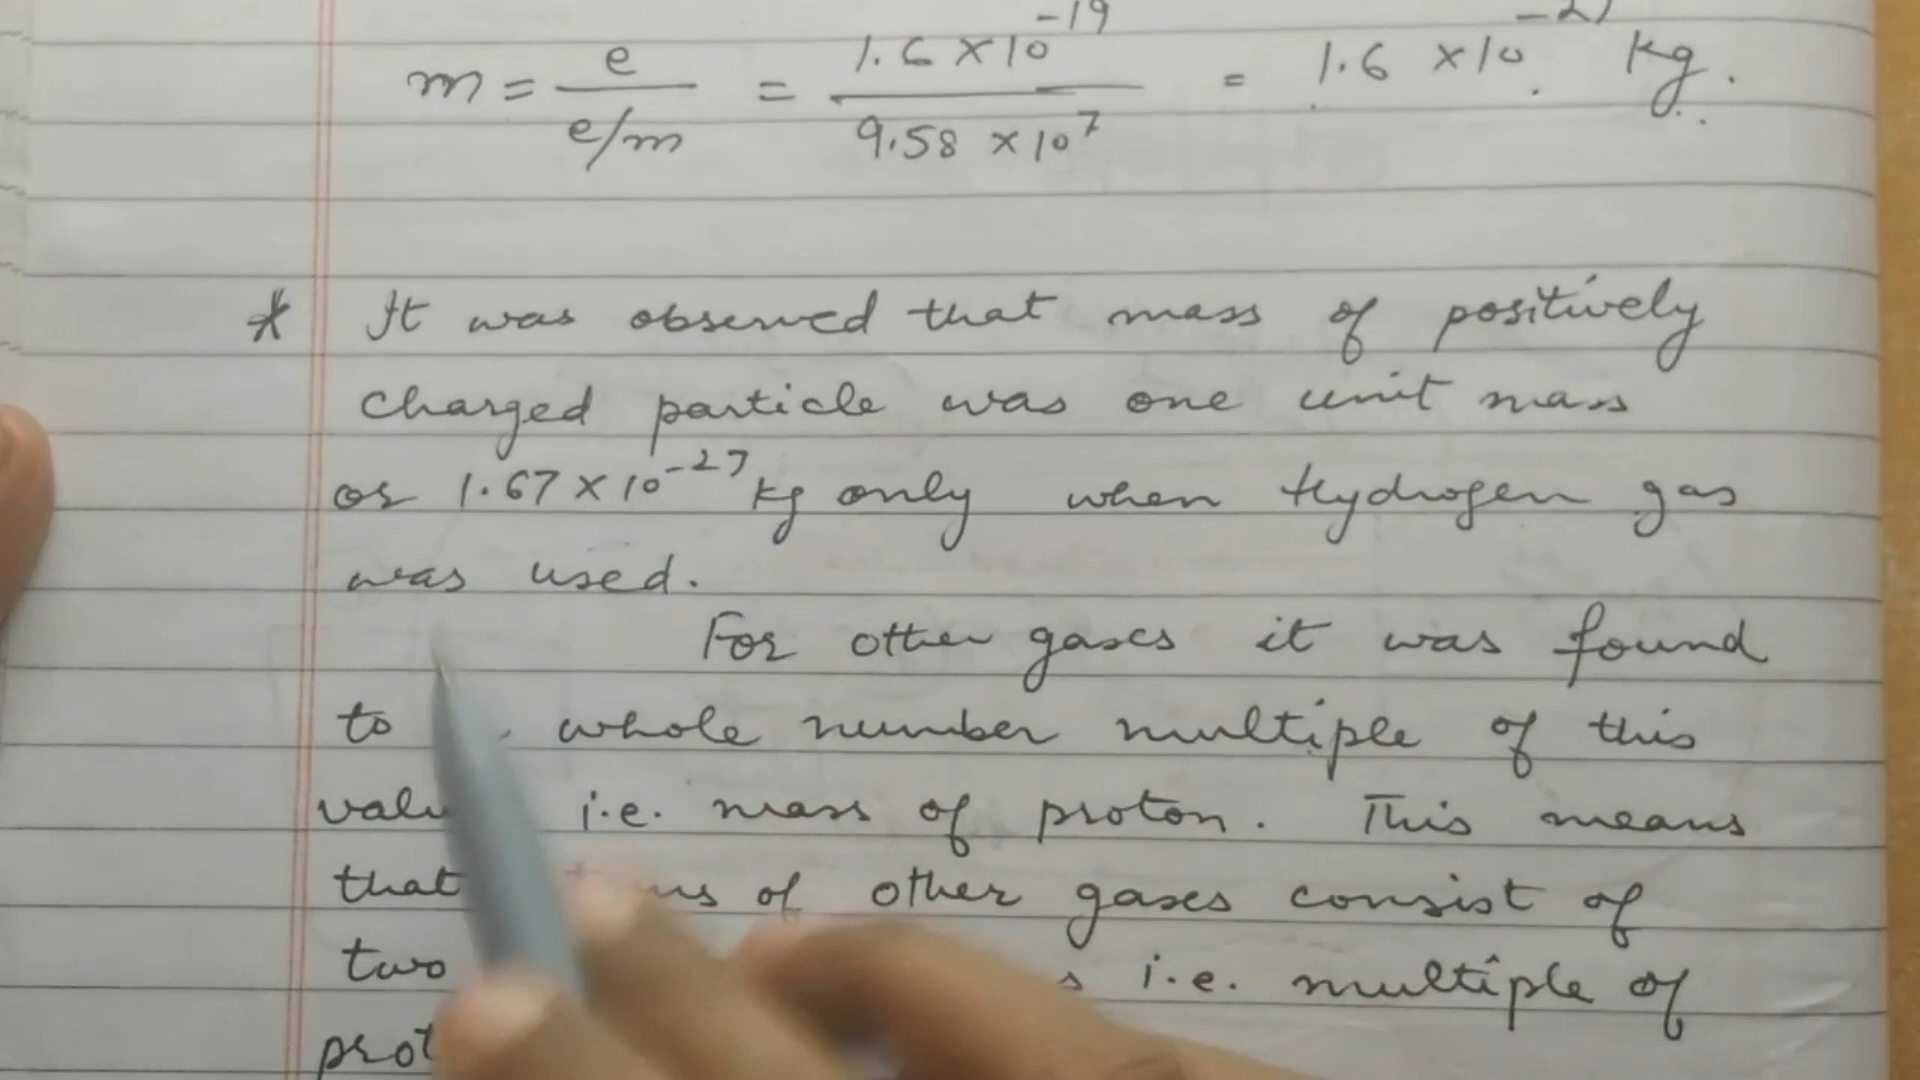 m = e / e/m = 1.6 × 10^-19 / 9.58 × 10^7 = 1.6 × 10 kg.
* It was observed that mass of positively
charged particle was one unit mass
or 1.67 × 10^-27 kg only when Hydrogen gas
was used.
For other gases it was found
to whole number multiple of this
i.e. mass of proton. This means
that of other gases consist of
two i.e. multiple of